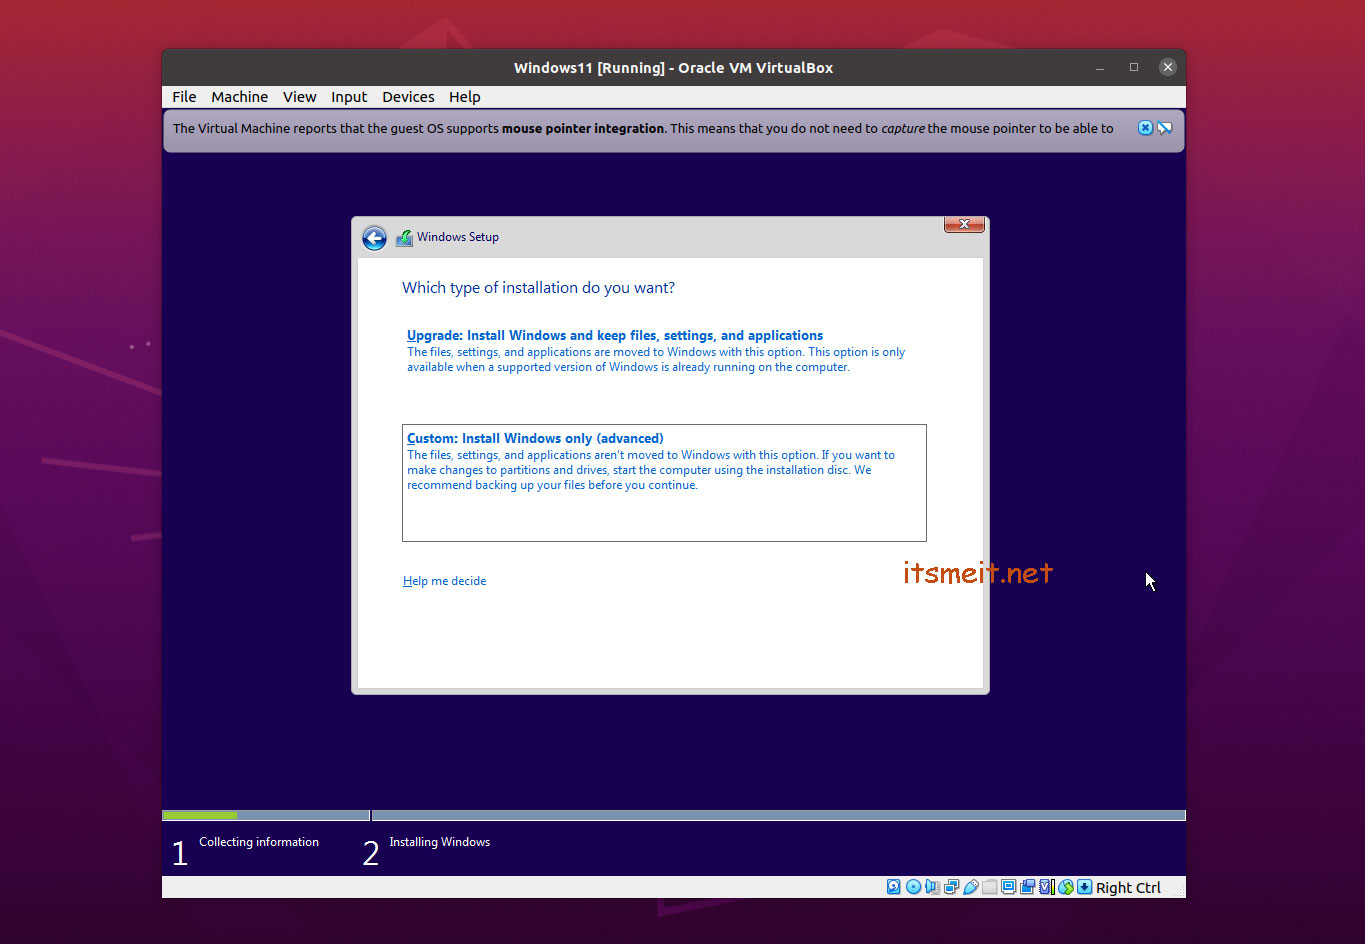 Windows11 [Running] - Oracle VM VirtualBox
File Machine View Input Devices Help
The Virtual Machine reports that the guest OS supports mouse pointer integration. This means that you do not need to capture the mouse pointer to be able to
Windows Setup
Which type of installation do you want?
Upgrade: Install Windows and keep files, settings, and applications
The files, settings, and applications are moved to Windows with this option. This option is only
available when a supported version of Windows is already running on the computer.
Custom: Install Windows only (advanced)
The files, settings, and applications aren't moved to Windows with this option. If you want to
make changes to partitions and drives, start the computer using the installation disc. We
recommend backing up your files before you continue.
itsmeit.net
Help me decide
1 Collecting information 2 Installing Windows
Right Ctrl